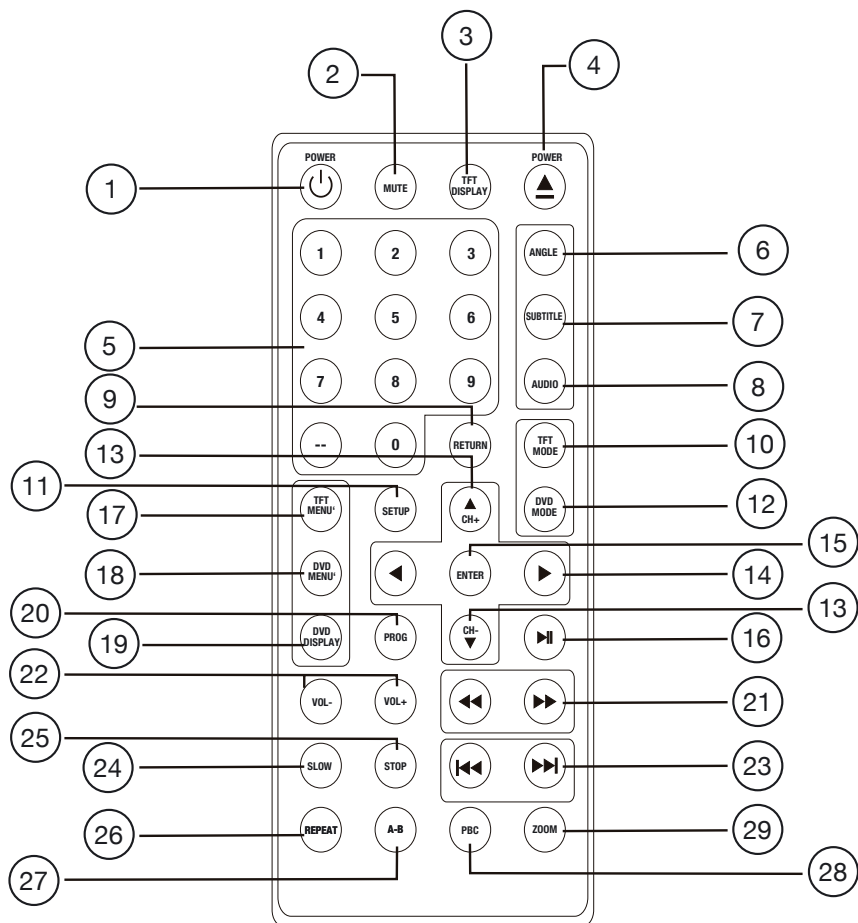 3
2
4
POWER
POWER
1
MUTE
TFT
DISPLAY
1
2
3
ANGLE
6
4
5
6
SUBTITLE
7
5
7
8
9
AUDIO
8
9
--
0
RETURN
TFT
MODE
10
13
11
TFT
MENU'
SETUP
CH+
DVD
MODE
12
17
15
DVD
MENU'
ENTER
18
14
20
13
DVD
DISPLAY
PROG
CH-
19
16
22
VOL-
VOL+
21
25
SLOW
STOP
24
23
REPEAT
A-B
PBC
ZOOM
26
29
27
28